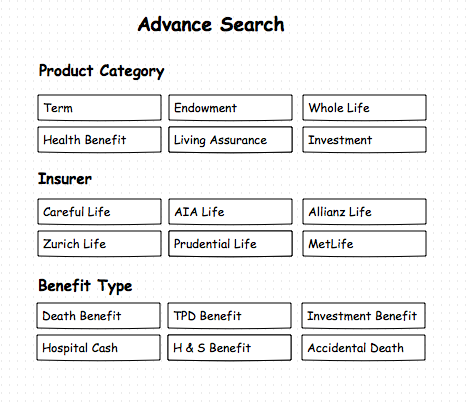 Advance Search
Product Category
Term Endowment Whole Life
Health Benefit Living Assurance Investment
Insurer
Careful Life AIA Life Allianz Life
Zurich Life Prudential Life MetLife
Benefit Type
Death Benefit TPD Benefit Investment Benefit
Hospital Cash H & S Benefit Accidental Death